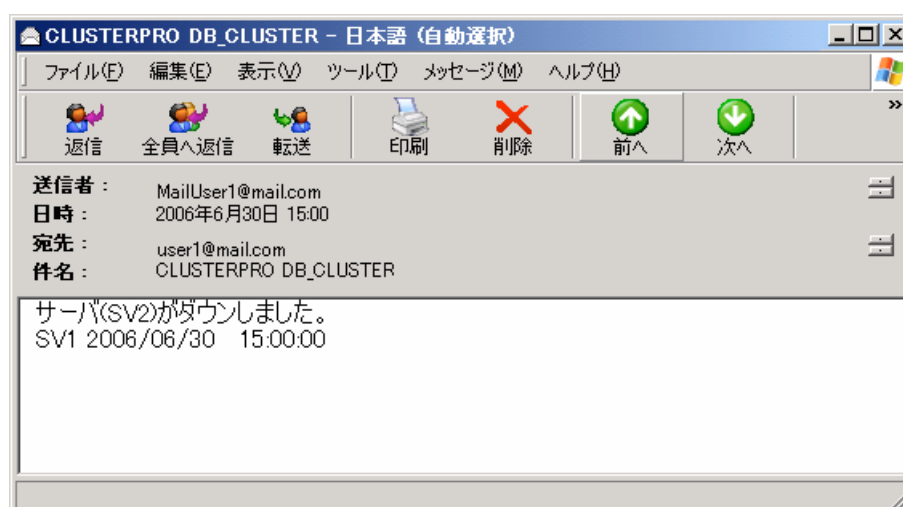 CLUSTERPRO DB_CLUSTER - 日本語 (自動選択)
ファイル(F) 編集(E) 表示(V) ツール(T) メッセージ(M) ヘルプ(H)
返信 全員へ返信 転送 印刷 削除 前へ 次へ »
送信者: MailUser1@mail.com
日時: 2006年6月30日 15:00
宛先: user1@mail.com
件名: CLUSTERPRO DB_CLUSTER
サーバ(SV2)がダウンしました。
SV1 2006/06/30 15:00:00